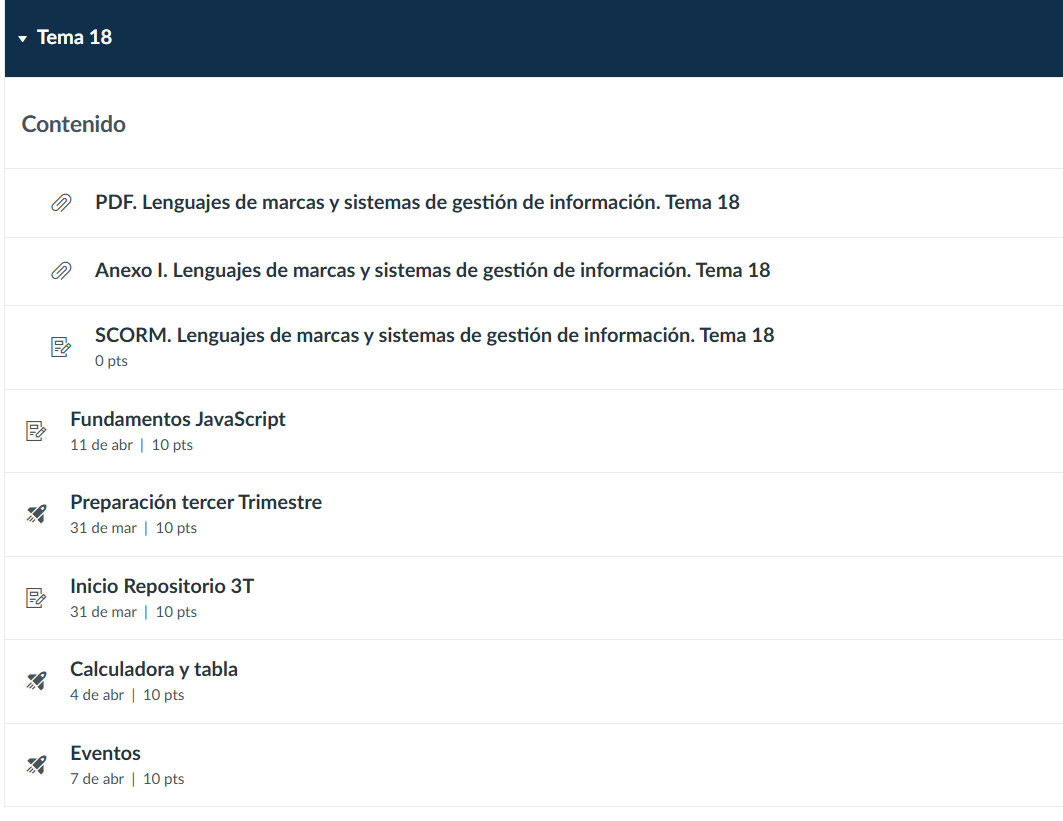 Tema 18
Contenido
PDF. Lenguajes de marcas y sistemas de gestión de información. Tema 18
Anexo I. Lenguajes de marcas y sistemas de gestión de información. Tema 18
SCORM. Lenguajes de marcas y sistemas de gestión de información. Tema 18
0 pts
Fundamentos JavaScript
11 de abr | 10 pts
Preparación tercer Trimestre
31 de mar | 10 pts
Inicio Repositorio 3T
31 de mar | 10 pts
Calculadora y tabla
4 de abr | 10 pts
Eventos
7 de abr | 10 pts